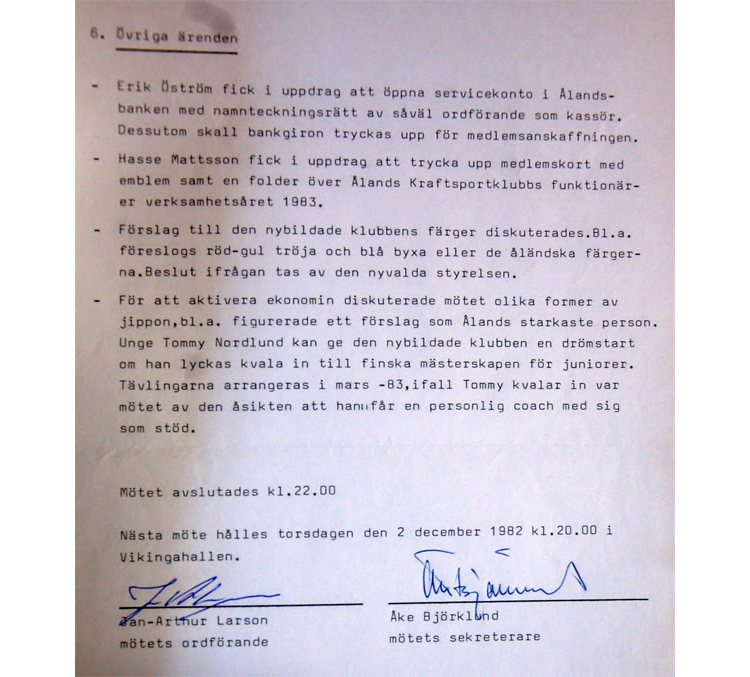 6. Övriga ärenden
- Erik Öström fick i uppdrag att öppna servicekonto i Ålands-
banken med namnteckningsrätt av såväl ordförande som kassör.
Dessutom skall bankgiron tryckas upp för medlemsanskaffningen.
- Hasse Mattsson fick i uppdrag att trycka upp medlemskort med
emblem samt en folder över Ålands Kraftsportklubbs funktionär-
er verksamhetsåret 1983.
- Förslag till den nybildade klubbens färger diskuterades.Bl.a.
föreslogs röd-gul tröja och blå byxa eller de åländska färger-
na.Beslut ifrågan tas av den nyvalda styrelsen.
- För att aktivera ekonomin diskuterade mötet olika former av
jippon,bl.a. figurerade ett förslag som Ålands starkaste person.
Unge Tommy Nordlund kan ge den nybildade klubben en drömstart
om han lyckas kvala in till finska mästerskapen för juniorer.
Tävlingarna arrangeras i mars -83,ifall Tommy kvalar in var
mötet av den åsikten att han får en personlig coach med sig
som stöd.
Mötet avslutades kl.22.00
Nästa möte hålles torsdagen den 2 december 1982 kl.20.00 i
Vikingahallen.
Jan-Arthur Larson
mötets ordförande
Åke Björklund
mötets sekreterare